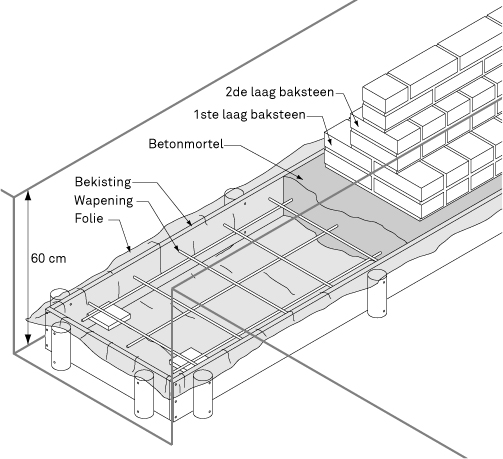 2de laag baksteen
1ste laag baksteen
Betonmortel
Bekisting
Wapening
Folie
60 cm